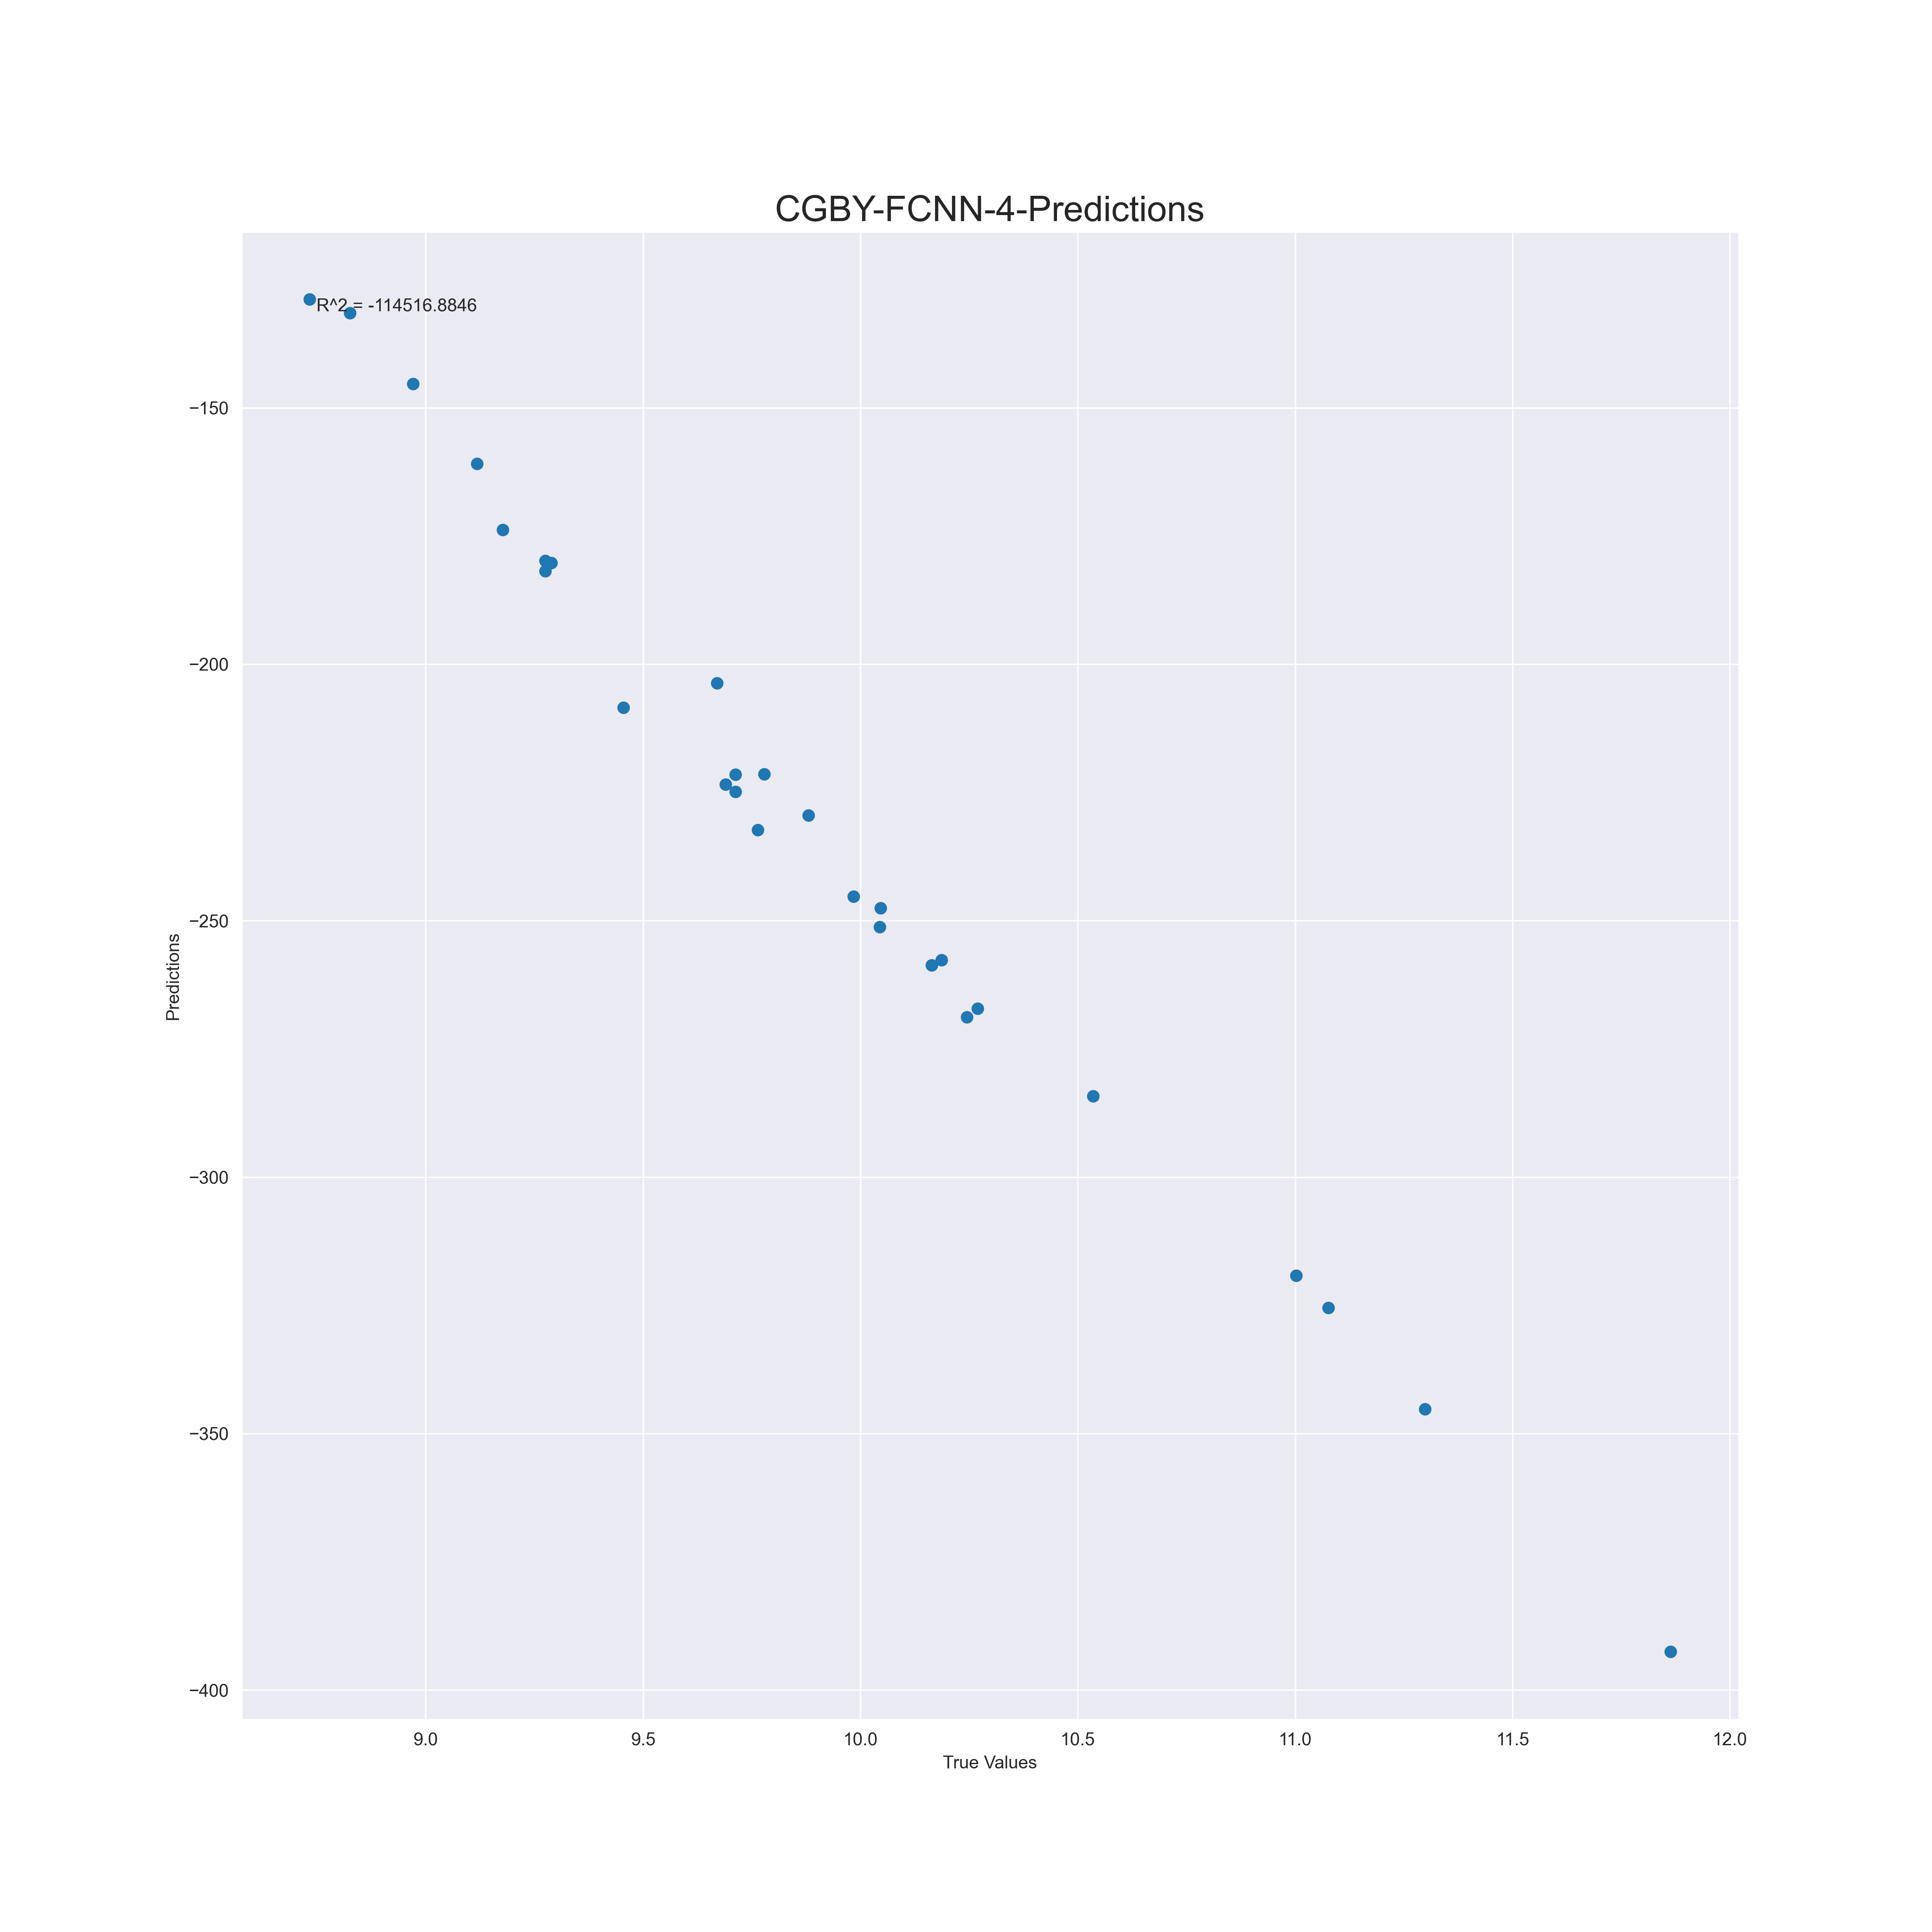 CGBY-FCNN-4-Predictions
R^2 = -114516.8846
−150
−200
−250
−300
−350
−400
Predictions
9.0 9.5 10.0 10.5 11.0 11.5 12.0
True Values